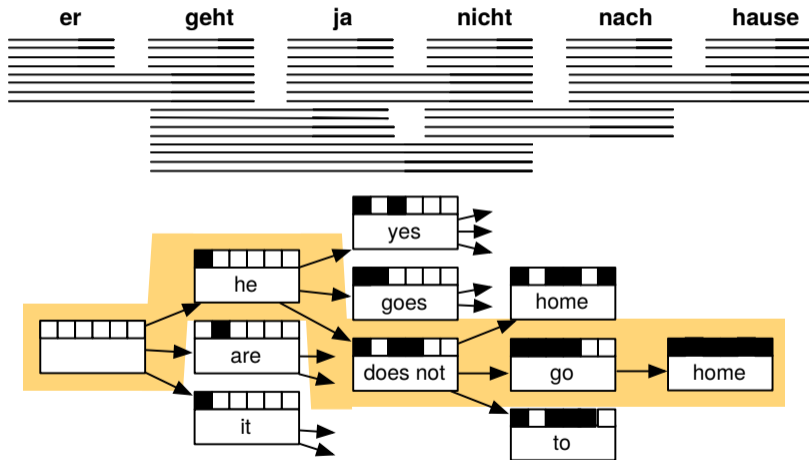 er geht ja nicht nach hause
yes
he
goes
home
are
does not
go
home
it
to